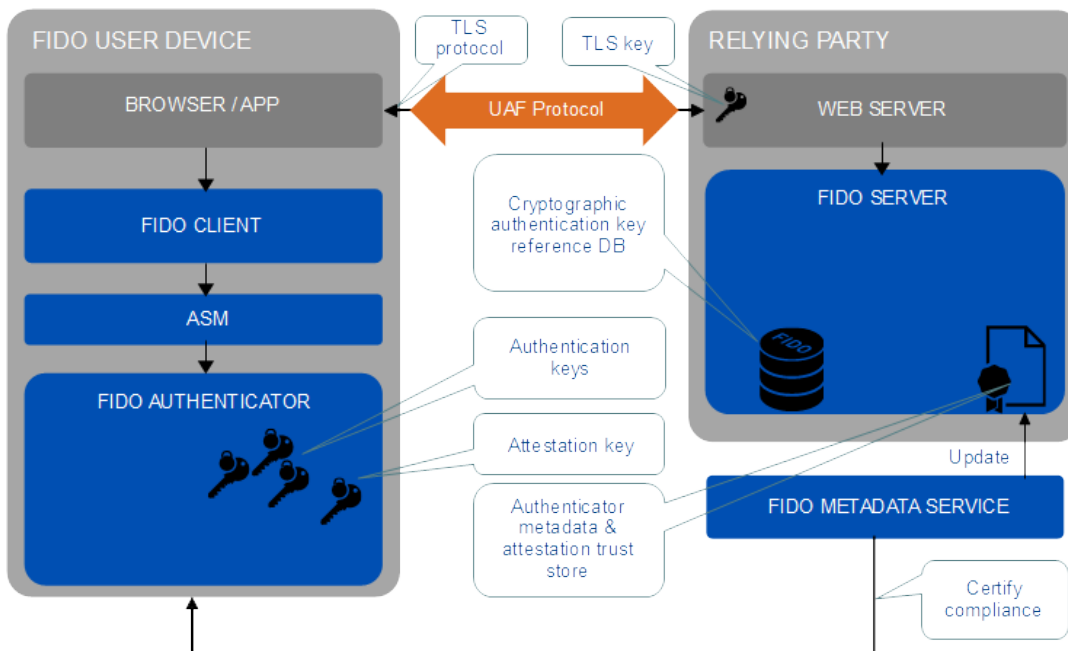 FIDO USER DEVICE
TLS
protocol
TLS key
RELYING PARTY
BROWSER / APP
UAF Protocol
WEB SERVER
FIDO CLIENT
Cryptographic
authentication key
reference DB
FIDO SERVER
ASM
FIDO
Authentication
keys
FIDO AUTHENTICATOR
Attestation key
Update
Authenticator
metadata &
attestation trust
store
FIDO METADATA SERVICE
Certify
compliance